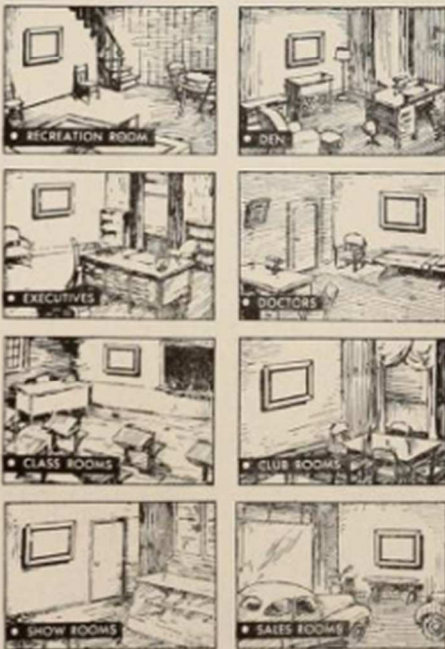 • RECREATION ROOM
• DEN
• EXECUTIVES
• DOCTORS
• CLASS ROOMS
• CLUB ROOMS
• SHOW ROOMS
• SALES ROOMS